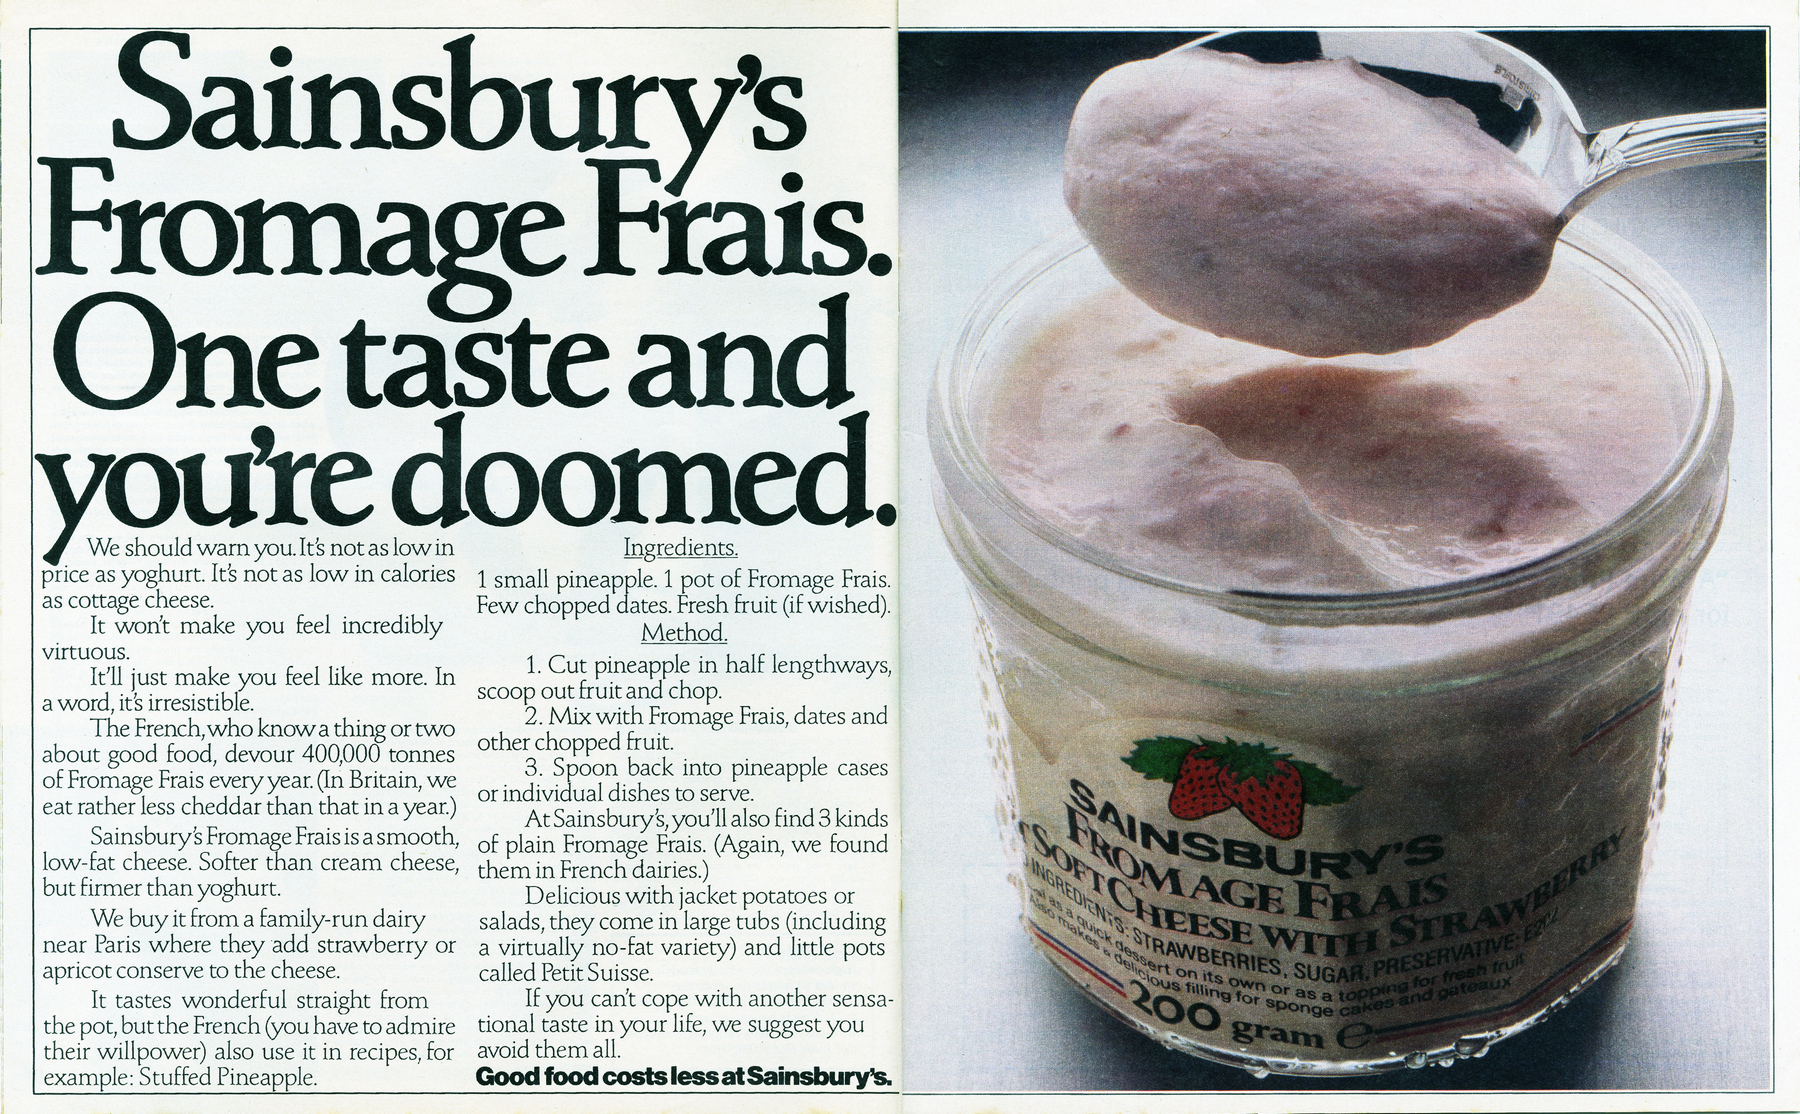 Sainsbury's
Fromage Frais.
One taste and
you're doomed.
We should warn you. It's not as low in
price as yoghurt. It's not as low in calories
as cottage cheese.
It won't make you feel incredibly
virtuous.
It'll just make you feel like more. In
a word, it's irresistible.
The French, who know a thing or two
about good food, devour 400,000 tonnes
of Fromage Frais every year. (In Britain, we
eat rather less cheddar than that in a year.)
Sainsbury's Fromage Frais is a smooth,
low-fat cheese. Softer than cream cheese,
but firmer than yoghurt.
We buy it from a family-run dairy
near Paris where they add strawberry or
apricot conserve to the cheese.
It tastes wonderful straight from
the pot, but the French (you have to admire
their willpower) also use it in recipes, for
example: Stuffed Pineapple.
Ingredients.
1 small pineapple. 1 pot of Fromage Frais.
Few chopped dates. Fresh fruit (if wished).
Method.
1. Cut pineapple in half lengthways,
scoop out fruit and chop.
2. Mix with Fromage Frais, dates and
other chopped fruit.
3. Spoon back into pineapple cases
or individual dishes to serve.
At Sainsbury's, you'll also find 3 kinds
of plain Fromage Frais. (Again, we found
them in French dairies.)
Delicious with jacket potatoes or
salads, they come in large tubs (including
a virtually no-fat variety) and little pots
called Petit Suisse.
If you can't cope with another sensa-
tional taste in your life, we suggest you
avoid them all.
Good food costs less at Sainsbury's.
SAINSBURY'S
FROMAGE FRAIS
SOFT CHEESE WITH STRAWBERRY
INGREDIENTS: STRAWBERRIES, SUGAR, PRESERVATIVE: E202
as a quick dessert on its own or as a topping for fresh fruit
Also makes a delicious filling for sponge cakes and gateaux
200 gram e